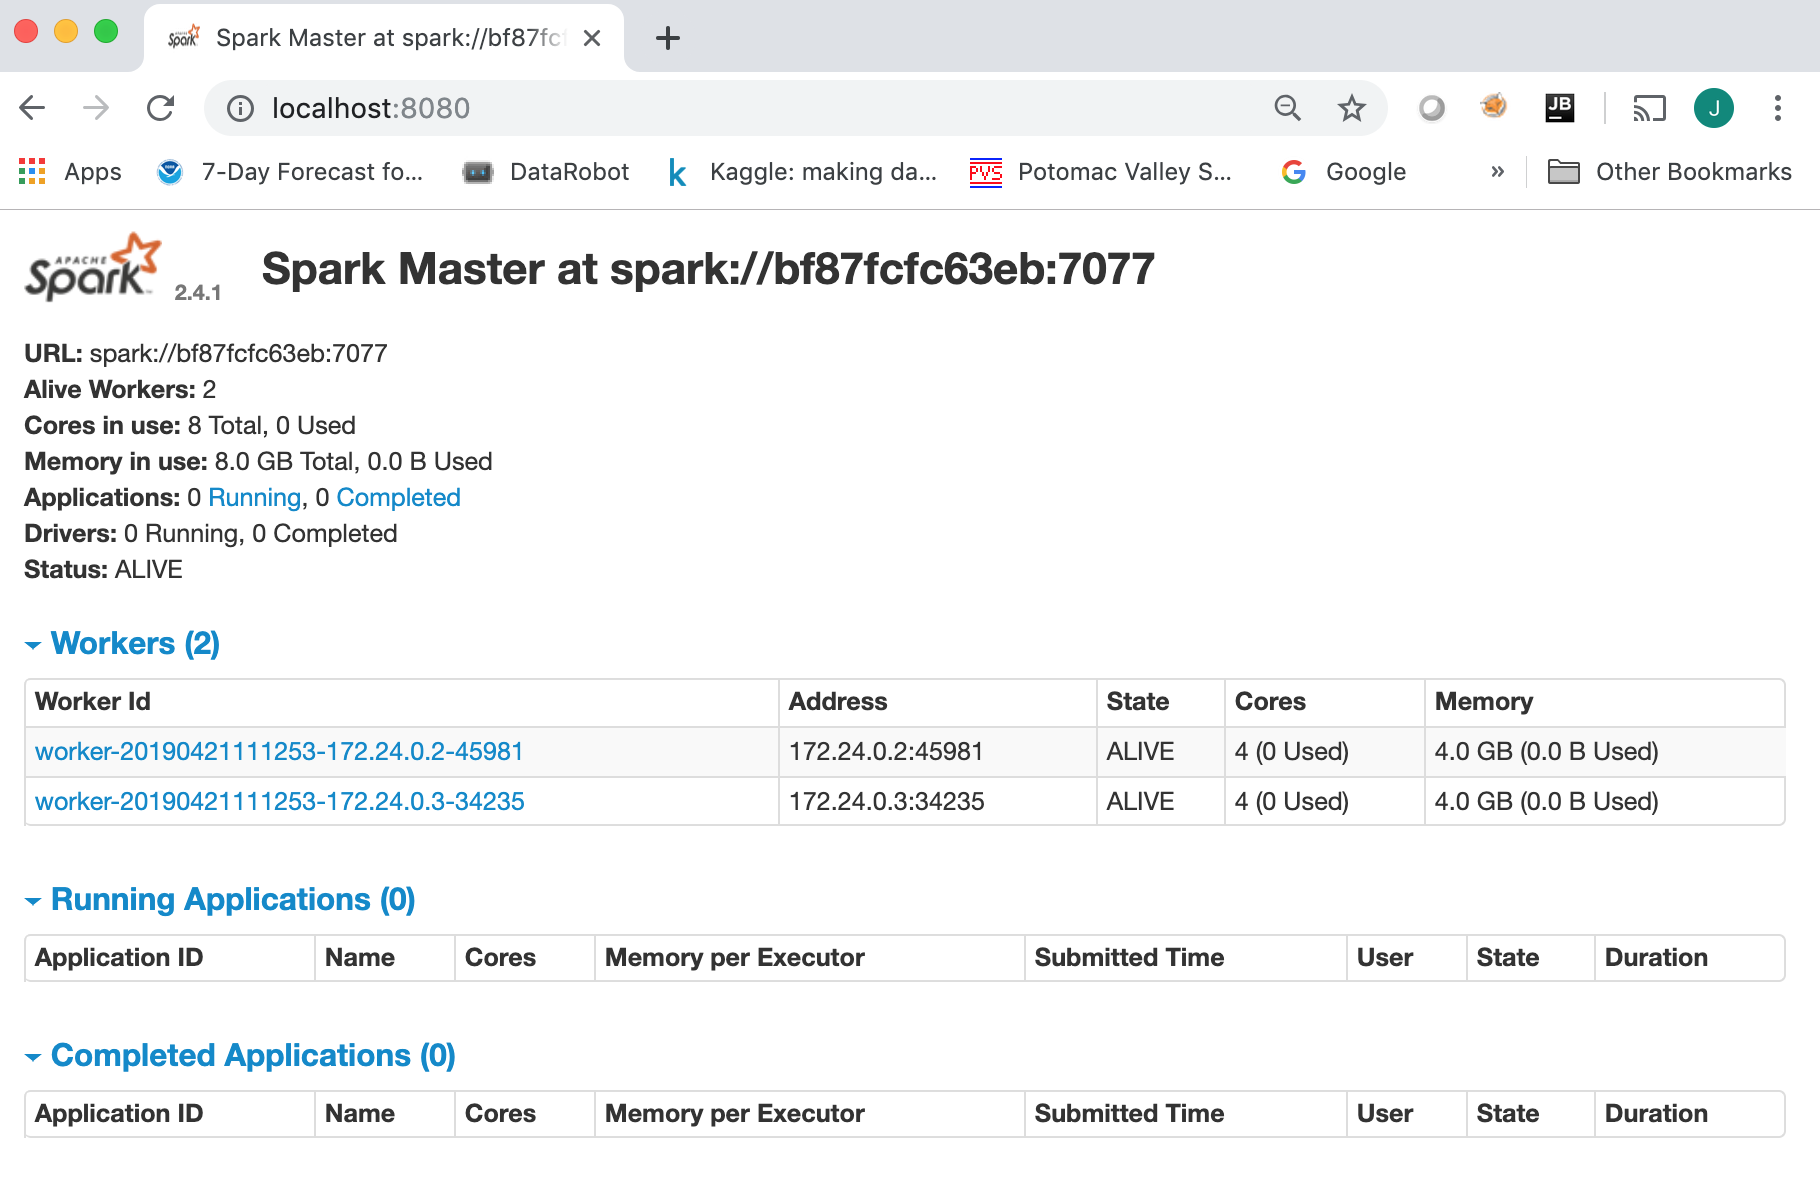 Spark Spark Master at spark://bf87fc
localhost:8080
JB
J
Apps 7-Day Forecast fo... DataRobot k Kaggle: making da... PVS Potomac Valley S... G Google » Other Bookmarks
APACHE
Spark 2.4.1 Spark Master at spark://bf87fcfc63eb:7077
URL: spark://bf87fcfc63eb:7077
Alive Workers: 2
Cores in use: 8 Total, 0 Used
Memory in use: 8.0 GB Total, 0.0 B Used
Applications: 0 Running, 0 Completed
Drivers: 0 Running, 0 Completed
Status: ALIVE
Workers (2)
Worker Id Address State Cores Memory
worker-20190421111253-172.24.0.2-45981 172.24.0.2:45981 ALIVE 4 (0 Used) 4.0 GB (0.0 B Used)
worker-20190421111253-172.24.0.3-34235 172.24.0.3:34235 ALIVE 4 (0 Used) 4.0 GB (0.0 B Used)
Running Applications (0)
Application ID Name Cores Memory per Executor Submitted Time User State Duration
Completed Applications (0)
Application ID Name Cores Memory per Executor Submitted Time User State Duration